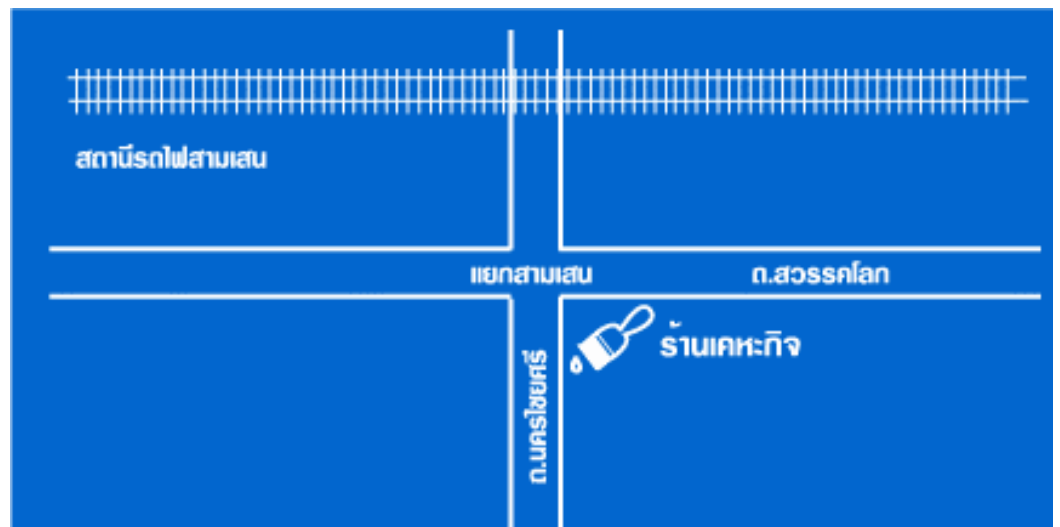 สถานีรถไฟสามเสน
แยกสามเสน
ถ.สวรรคโลก
ร้านเคหะกิจ
ถ.นครไชยศรี